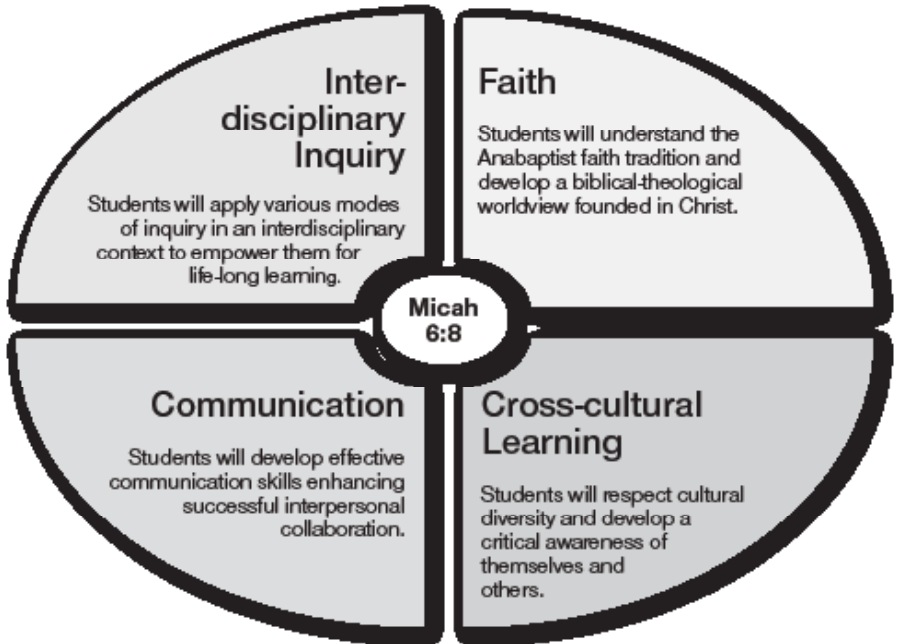 Inter-
disciplinary
Inquiry
Students will apply various modes
of inquiry in an interdisciplinary
context to empower them for
life-long learning.
Faith
Students will understand the
Anabaptist faith tradition and
develop a biblical-theological
worldview founded in Christ.
Micah
6:8
Communication
Students will develop effective
communication skills enhancing
successful interpersonal
collaboration.
Cross-cultural
Learning
Students will respect cultural
diversity and develop a
critical awareness of
themselves and
others.